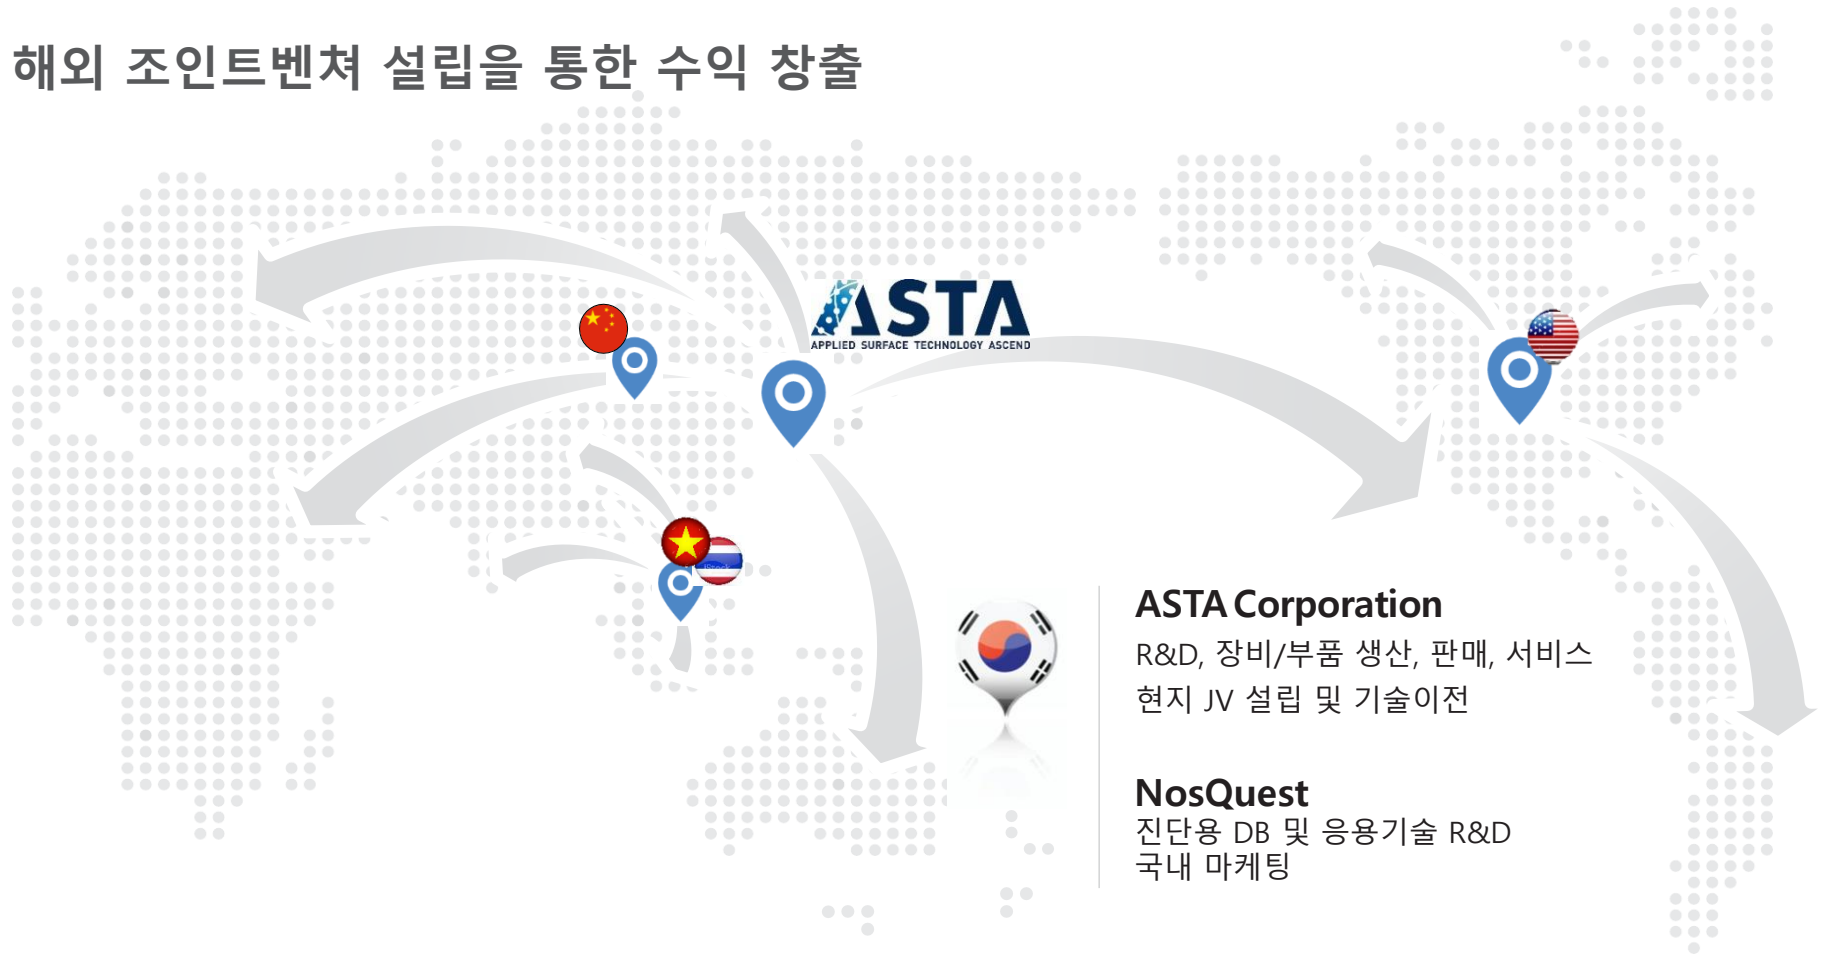 해외 조인트벤쳐 설립을 통한 수익 창출
ASTA
APPLIED SURFACE TECHNOLOGY ASCEND
iStock
ASTA Corporation
R&D, 장비/부품 생산, 판매, 서비스
현지 JV 설립 및 기술이전
NosQuest
진단용 DB 및 응용기술 R&D
국내 마케팅